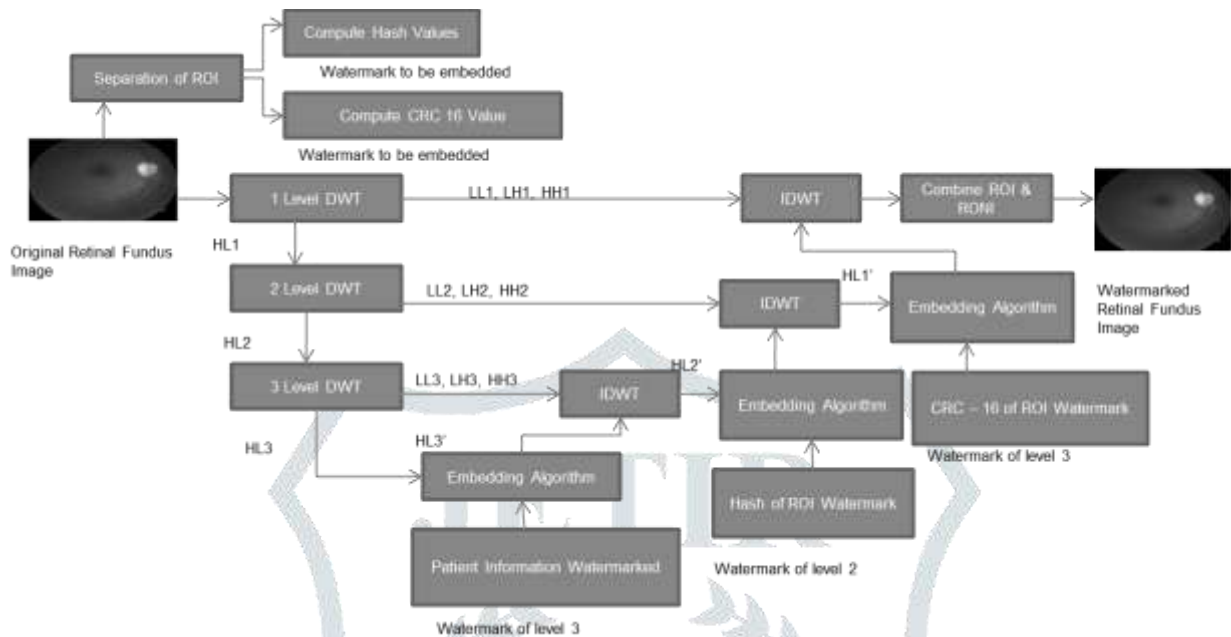 Compute Hash Values
Watermark to be embedded
Separation of ROI
Compute CRC 16 Value
Watermark to be embedded
Original Retinal Fundus
Image
1 Level DWT
LL1, LH1, HH1
IDWT
Combine ROI &
RONI
Watermarked
Retinal Fundus
Image
HL1
2 Level DWT
LL2, LH2, HH2
IDWT
HL1'
Embedding Algorithm
HL2
3 Level DWT
LL3, LH3, HH3
IDWT
HL2'
Embedding Algorithm
CRC – 16 of ROI Watermark
Watermark of level 3
HL3
HL3'
Embedding Algorithm
Hash of ROI Watermark
Watermark of level 2
Patient Information Watermarked
Watermark of level 3
JETIR